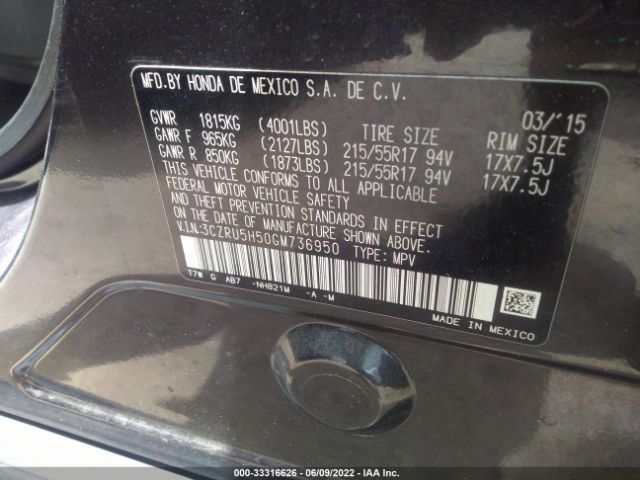 MFD.BY HONDA DE MEXICO S.A. DE C.V.
03/'15
GVWR 1815KG (4001LBS) TIRE SIZE RIM SIZE
GAWR F 965KG (2127LBS) 215/55R17 94V 17X7.5J
GAWR R 850KG (1873LBS) 215/55R17 94V 17X7.5J
THIS VEHICLE CONFORMS TO ALL APPLICABLE
FEDERAL MOTOR VEHICLE SAFETY
AND THEFT PREVENTION STANDARDS IN EFFECT
ON THE DATE OF MANUFACTURE SHOWN
ABOVE.
V.I.N:3CZRU5H50GM736950 TYPE: MPV
T7W G AB7 -NH821M -A -M
MADE IN MEXICO
000-33316626 - 06/09/2022 - IAA Inc.